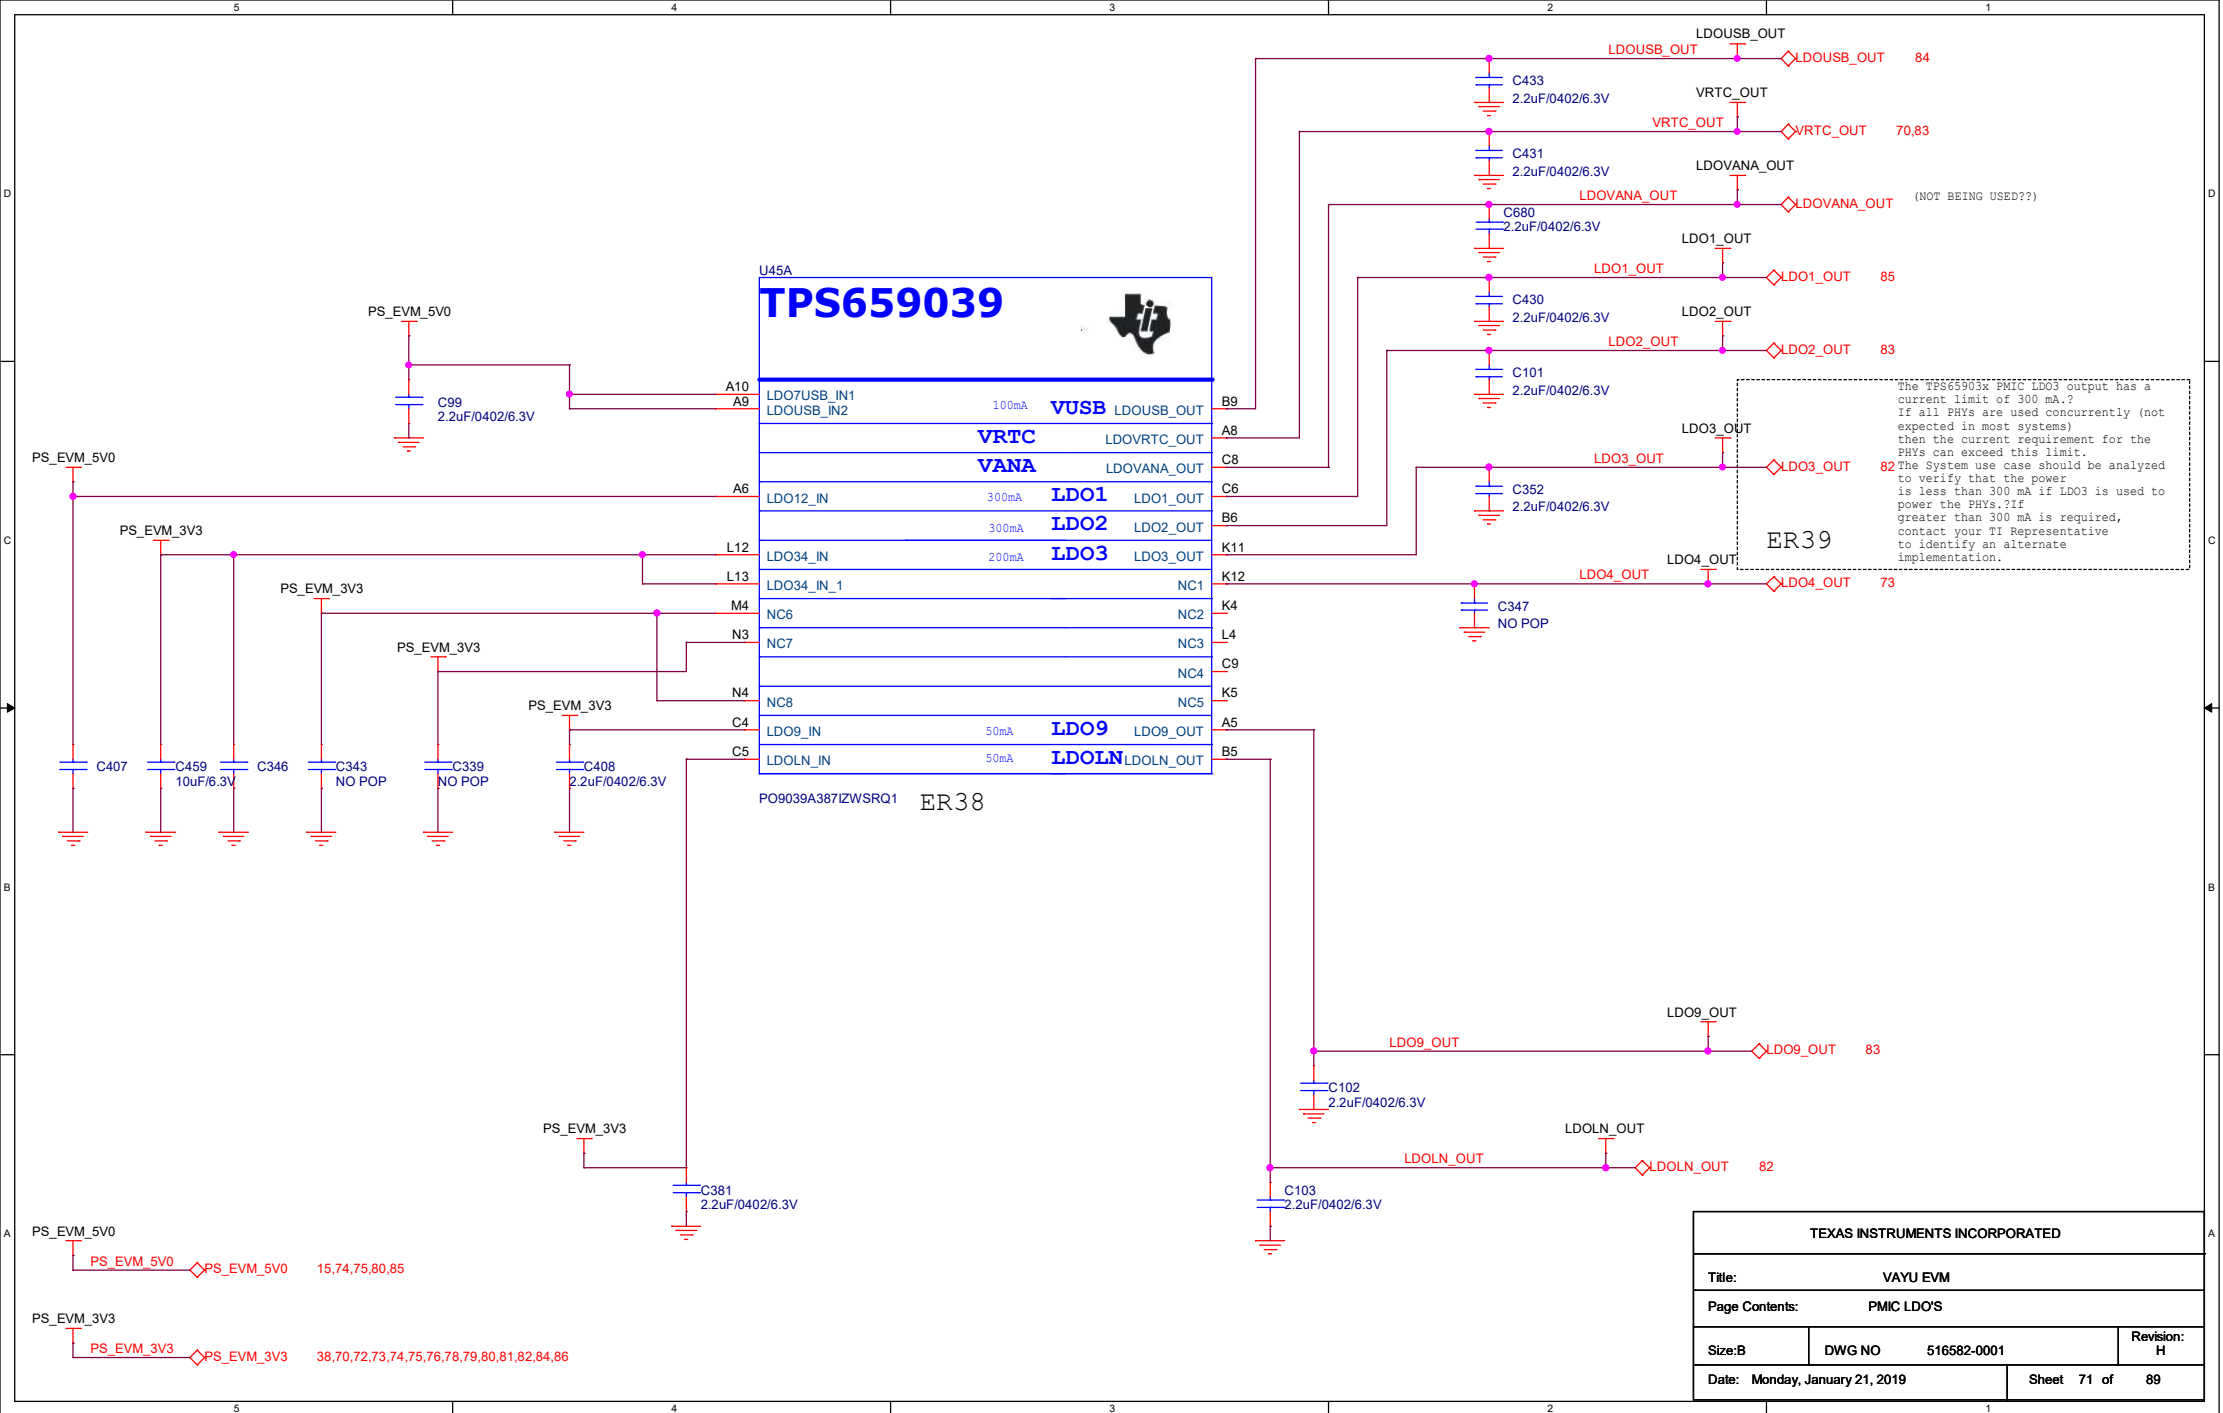 5
4
3
2
1
D
C
B
A
D
C
B
A
LDOUSB_OUT
LDOUSB_OUT
LDOUSB_OUT 84
C433
2.2uF/0402/6.3V
VRTC_OUT
VRTC_OUT
VRTC_OUT 70,83
C431
2.2uF/0402/6.3V
LDOVANA_OUT
LDOVANA_OUT
LDOVANA_OUT (NOT BEING USED??)
C680
2.2uF/0402/6.3V
LDO1_OUT
LDO1_OUT
LDO1_OUT 85
C430
2.2uF/0402/6.3V
LDO2_OUT
LDO2_OUT
LDO2_OUT 83
C101
2.2uF/0402/6.3V
LDO3_OUT
LDO3_OUT
LDO3_OUT 82
C352
2.2uF/0402/6.3V
The TPS65903x PMIC LDO3 output has a
current limit of 300 mA.?
If all PHYs are used concurrently (not
expected in most systems)
then the current requirement for the
PHYs can exceed this limit.
The System use case should be analyzed
to verify that the power
is less than 300 mA if LDO3 is used to
power the PHYs.?If
greater than 300 mA is required,
contact your TI Representative
to identify an alternate
implementation.
ER39
LDO4_OUT
LDO4_OUT
LDO4_OUT 73
C347
NO POP
U45A
TPS659039
A10 LDO7USB_IN1
A9 LDOUSB_IN2
100mA VUSB LDOUSB_OUT B9
VRTC LDOVRTC_OUT A8
VANA LDOVANA_OUT C8
A6 LDO12_IN 300mA LDO1 LDO1_OUT C6
300mA LDO2 LDO2_OUT B6
L12 LDO34_IN 200mA LDO3 LDO3_OUT K11
L13 LDO34_IN_1 NC1 K12
M4 NC6 NC2 K4
N3 NC7 NC3 L4
NC4 C9
N4 NC8 NC5 K5
C4 LDO9_IN 50mA LDO9 LDO9_OUT A5
C5 LDOLN_IN 50mA LDOLN LDOLN_OUT B5
PO9039A387IZWSRQ1 ER38
PS_EVM_5V0
C99
2.2uF/0402/6.3V
PS_EVM_5V0
PS_EVM_3V3
PS_EVM_3V3
PS_EVM_3V3
PS_EVM_3V3
C407
C459
10uF/6.3V
C346
C343
NO POP
C339
NO POP
C408
2.2uF/0402/6.3V
LDO9_OUT
LDO9_OUT
LDO9_OUT 83
C102
2.2uF/0402/6.3V
PS_EVM_3V3
C381
2.2uF/0402/6.3V
LDOLN_OUT
LDOLN_OUT
LDOLN_OUT 82
C103
2.2uF/0402/6.3V
PS_EVM_5V0
PS_EVM_5V0
PS_EVM_5V0 15,74,75,80,85
PS_EVM_3V3
PS_EVM_3V3
PS_EVM_3V3 38,70,72,73,74,75,76,78,79,80,81,82,84,86
TEXAS INSTRUMENTS INCORPORATED
Title: VAYU EVM
Page Contents: PMIC LDO'S
Size:B DWG NO 516582-0001 Revision:
H
Date: Monday, January 21, 2019 Sheet 71 of 89
5
4
3
2
1